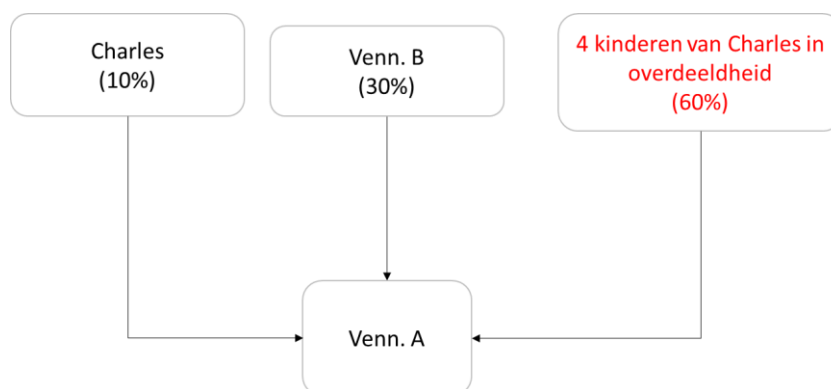 Charles
(10%)
Venn. B
(30%)
4 kinderen van Charles in
overdeeldheid
(60%)
Venn. A